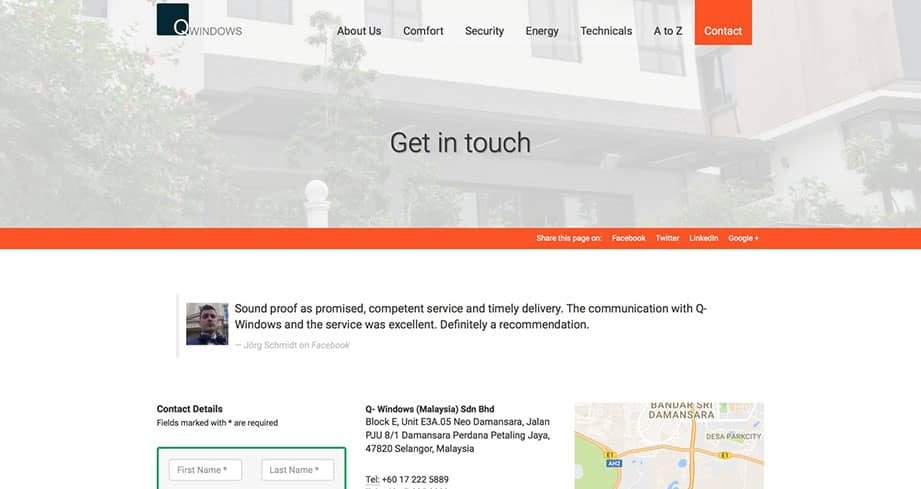 QWINDOWS
About Us Comfort Security Energy Technicals A to Z Contact
Get in touch
Share this page on: Facebook Twitter LinkedIn Google +
Sound proof as promised, competent service and timely delivery. The communication with Q-
Windows and the service was excellent. Definitely a recommendation.
— Jörg Schmidt on Facebook
Contact Details
Fields marked with * are required
First Name *
Last Name *
Q- Windows (Malaysia) Sdn Bhd
Block E, Unit E3A.05 Neo Damansara, Jalan
PJU 8/1 Damansara Perdana Petaling Jaya,
47820 Selangor, Malaysia
Tel: +60 17 222 5889
BANDAR SRI
DAMANSARA
DESA PARKCITY
E1
AH2
E1